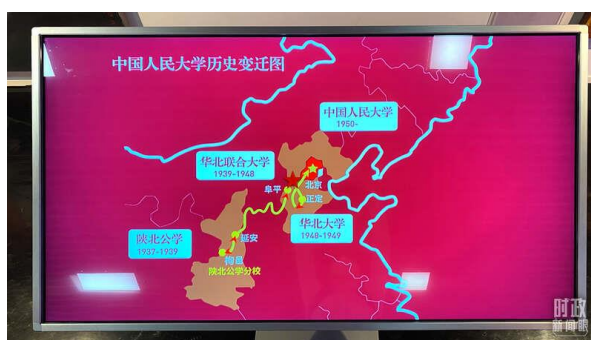 中国人民大学历史变迁图
中国人民大学
1950-
华北联合大学
1939-1948
北京
阜平
正定
华北大学
1948-1949
陕北公学
1937-1939
延安
栒邑
陕北公学分校
时政
新闻眼